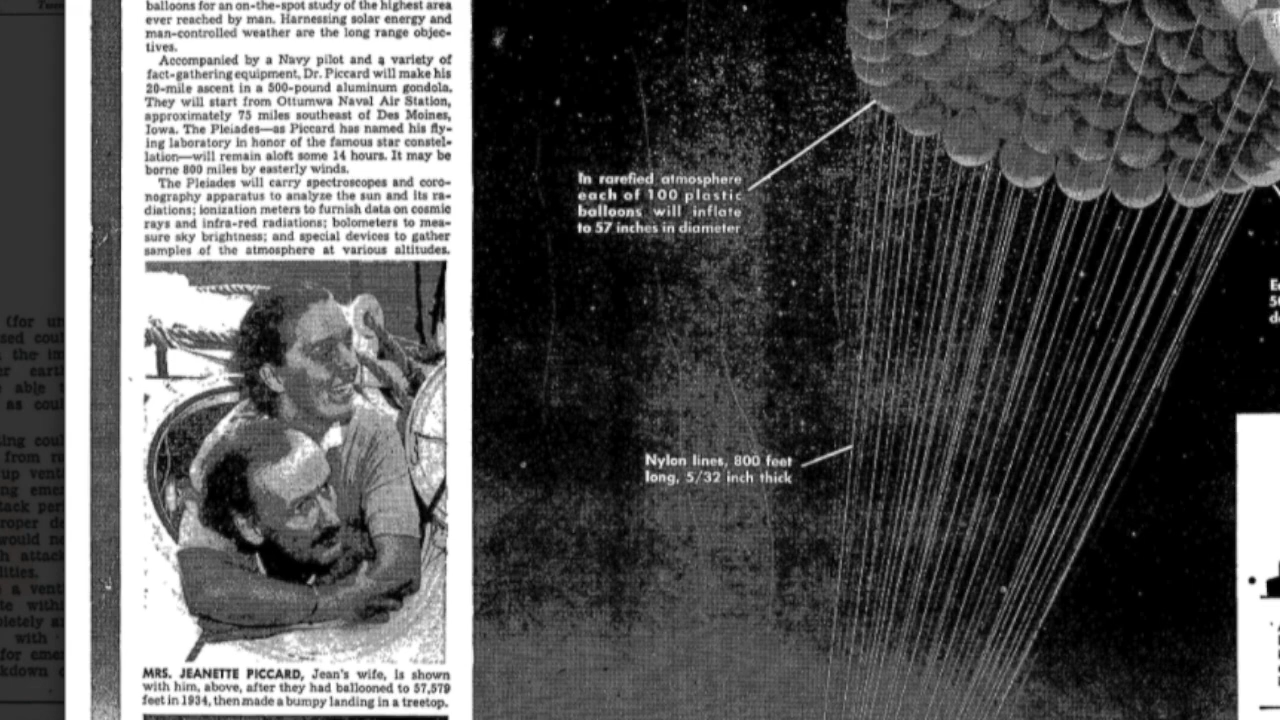 balloons for an on-the-spot study of the highest area
ever reached by man. Harnessing solar energy and
man-controlled weather are the long range objec-
tives.
Accompanied by a Navy pilot and a variety of
fact-gathering equipment, Dr. Piccard will make his
20-mile ascent in a 500-pound aluminum gondola.
They will start from Ottumwa Naval Air Station,
approximately 75 miles southeast of Des Moines,
Iowa. The Pleiades—as Piccard has named his fly-
ing laboratory in honor of the famous star constel-
lation—will remain aloft some 14 hours. It may be
borne 800 miles by easterly winds.
The Pleiades will carry spectroscopes and coro-
nography apparatus to analyze the sun and its ra-
diations; ionization meters to furnish data on cosmic
rays and infra-red radiations; bolometers to mea-
sure sky brightness; and special devices to gather
samples of the atmosphere at various altitudes.
MRS. JEANETTE PICCARD, Jean's wife, is shown
with him, above, after they had ballooned to 57,579
feet in 1934, then made a bumpy landing in a treetop.
In rarefied atmosphere
each of 100 plastic
balloons will inflate
to 57 inches in diameter
Nylon lines, 800 feet
long, 5/32 inch thick